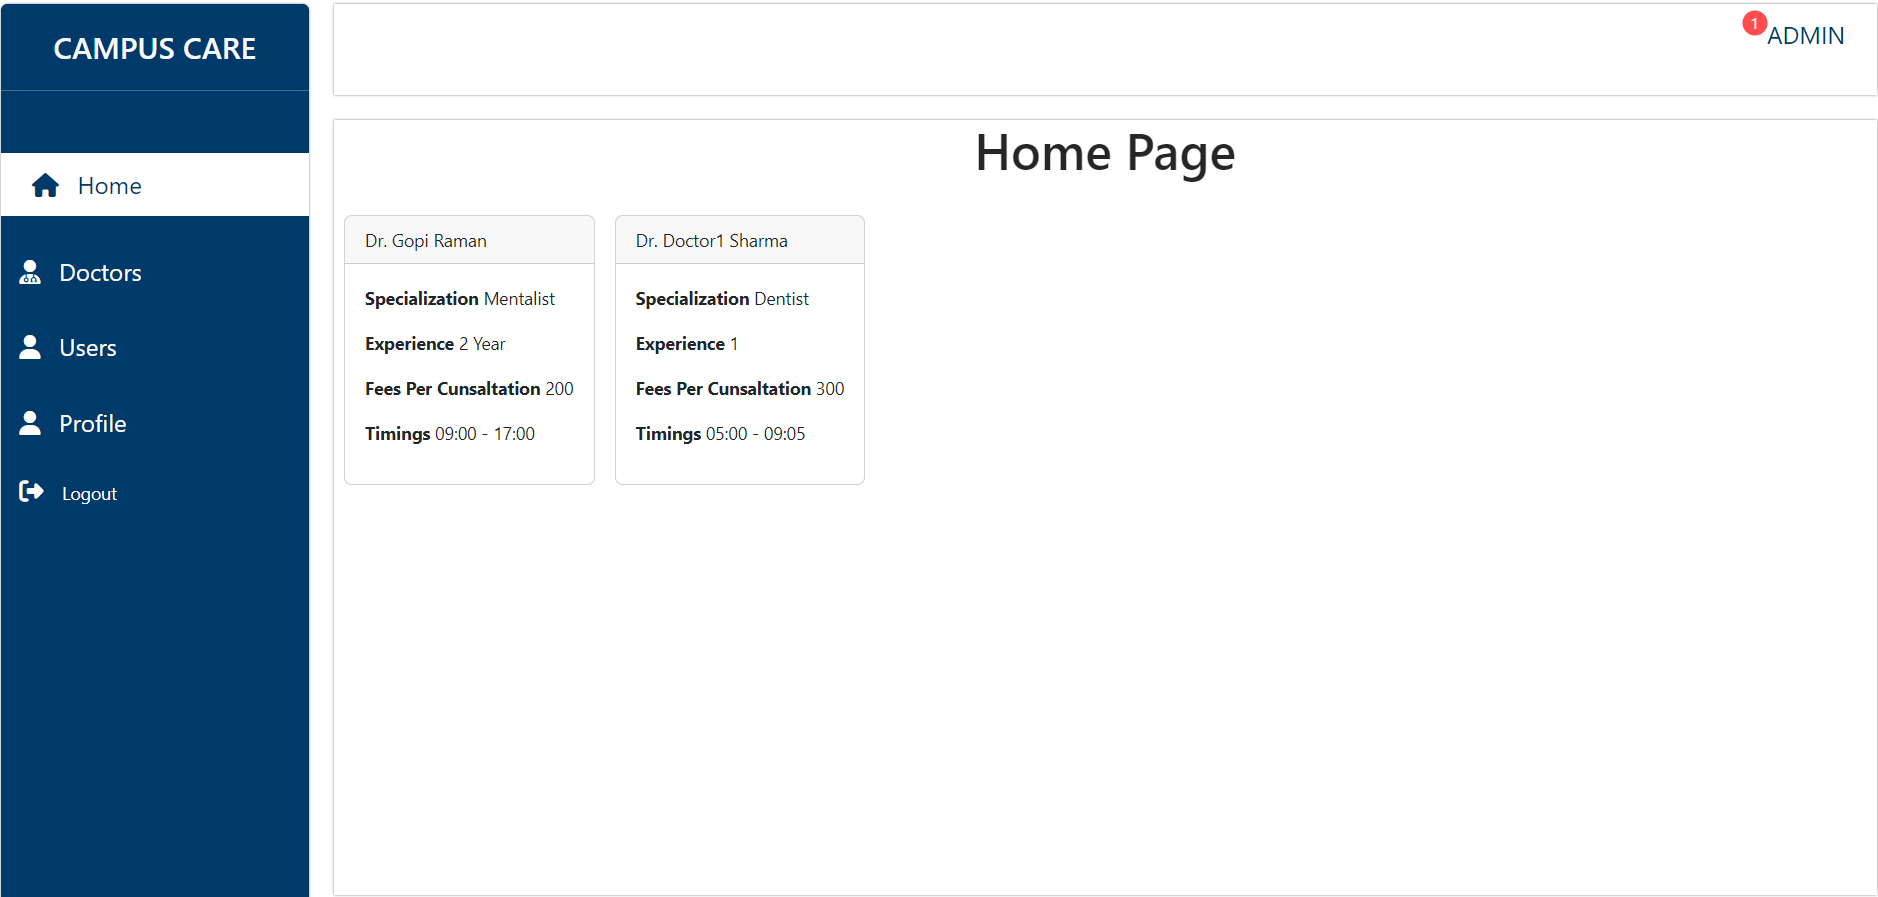 CAMPUS CARE
Home
Doctors
Users
Profile
Logout
1
ADMIN
Home Page
Dr. Gopi Raman
Specialization Mentalist
Experience 2 Year
Fees Per Cunsaltation 200
Timings 09:00 - 17:00
Dr. Doctor1 Sharma
Specialization Dentist
Experience 1
Fees Per Cunsaltation 300
Timings 05:00 - 09:05